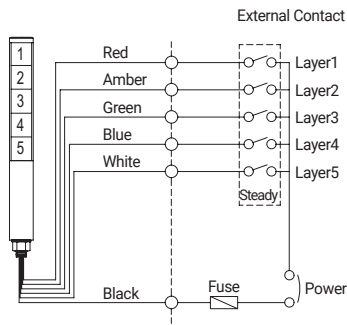 External Contact
1
2
3
4
5
Red
Amber
Green
Blue
White
Black
Layer1
Layer2
Layer3
Layer4
Layer5
Steady
Fuse
Power